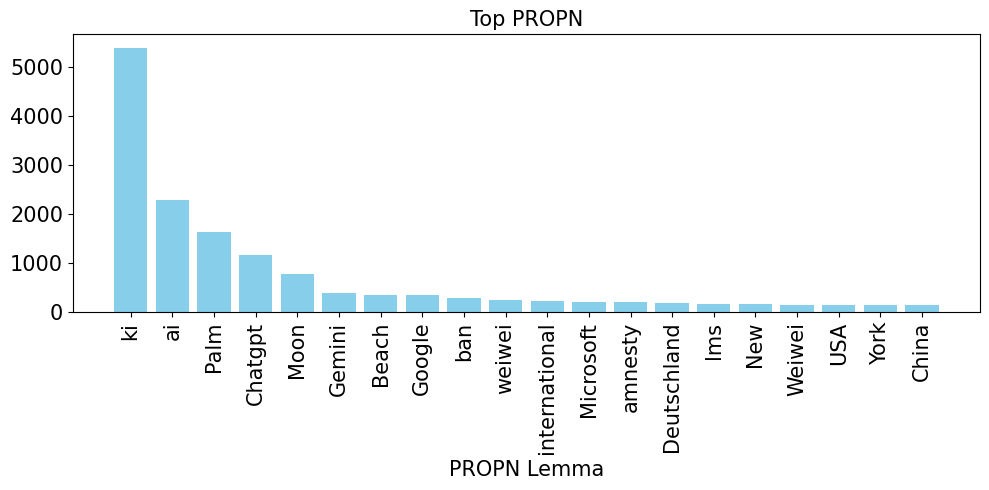 Top PROPN
5000
4000
3000
2000
1000
0
ki
ai
Palm
Chatgpt
Moon
Gemini
Beach
Google
ban
weiwei
international
Microsoft
amnesty
Deutschland
lms
New
Weiwei
USA
York
China
PROPN Lemma